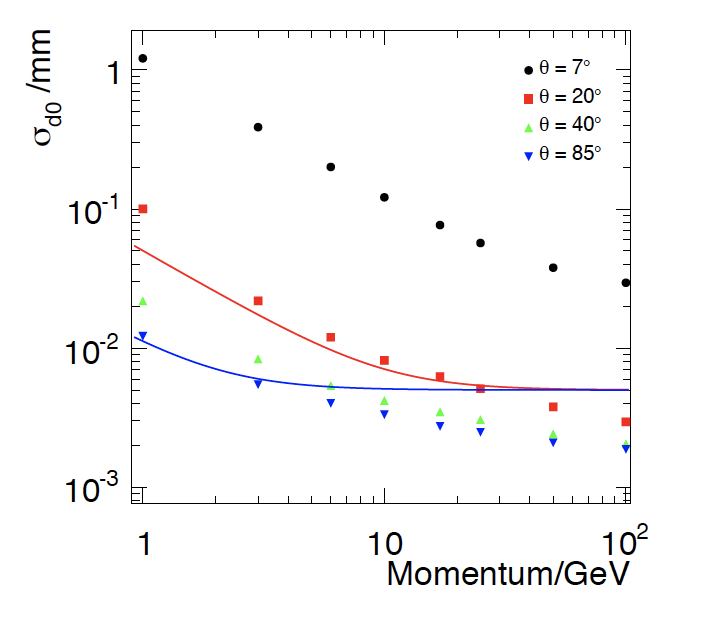 σd0 /mm
1
10-1
10-2
10-3
θ = 7°
θ = 20°
θ = 40°
θ = 85°
1 10 102
Momentum/GeV